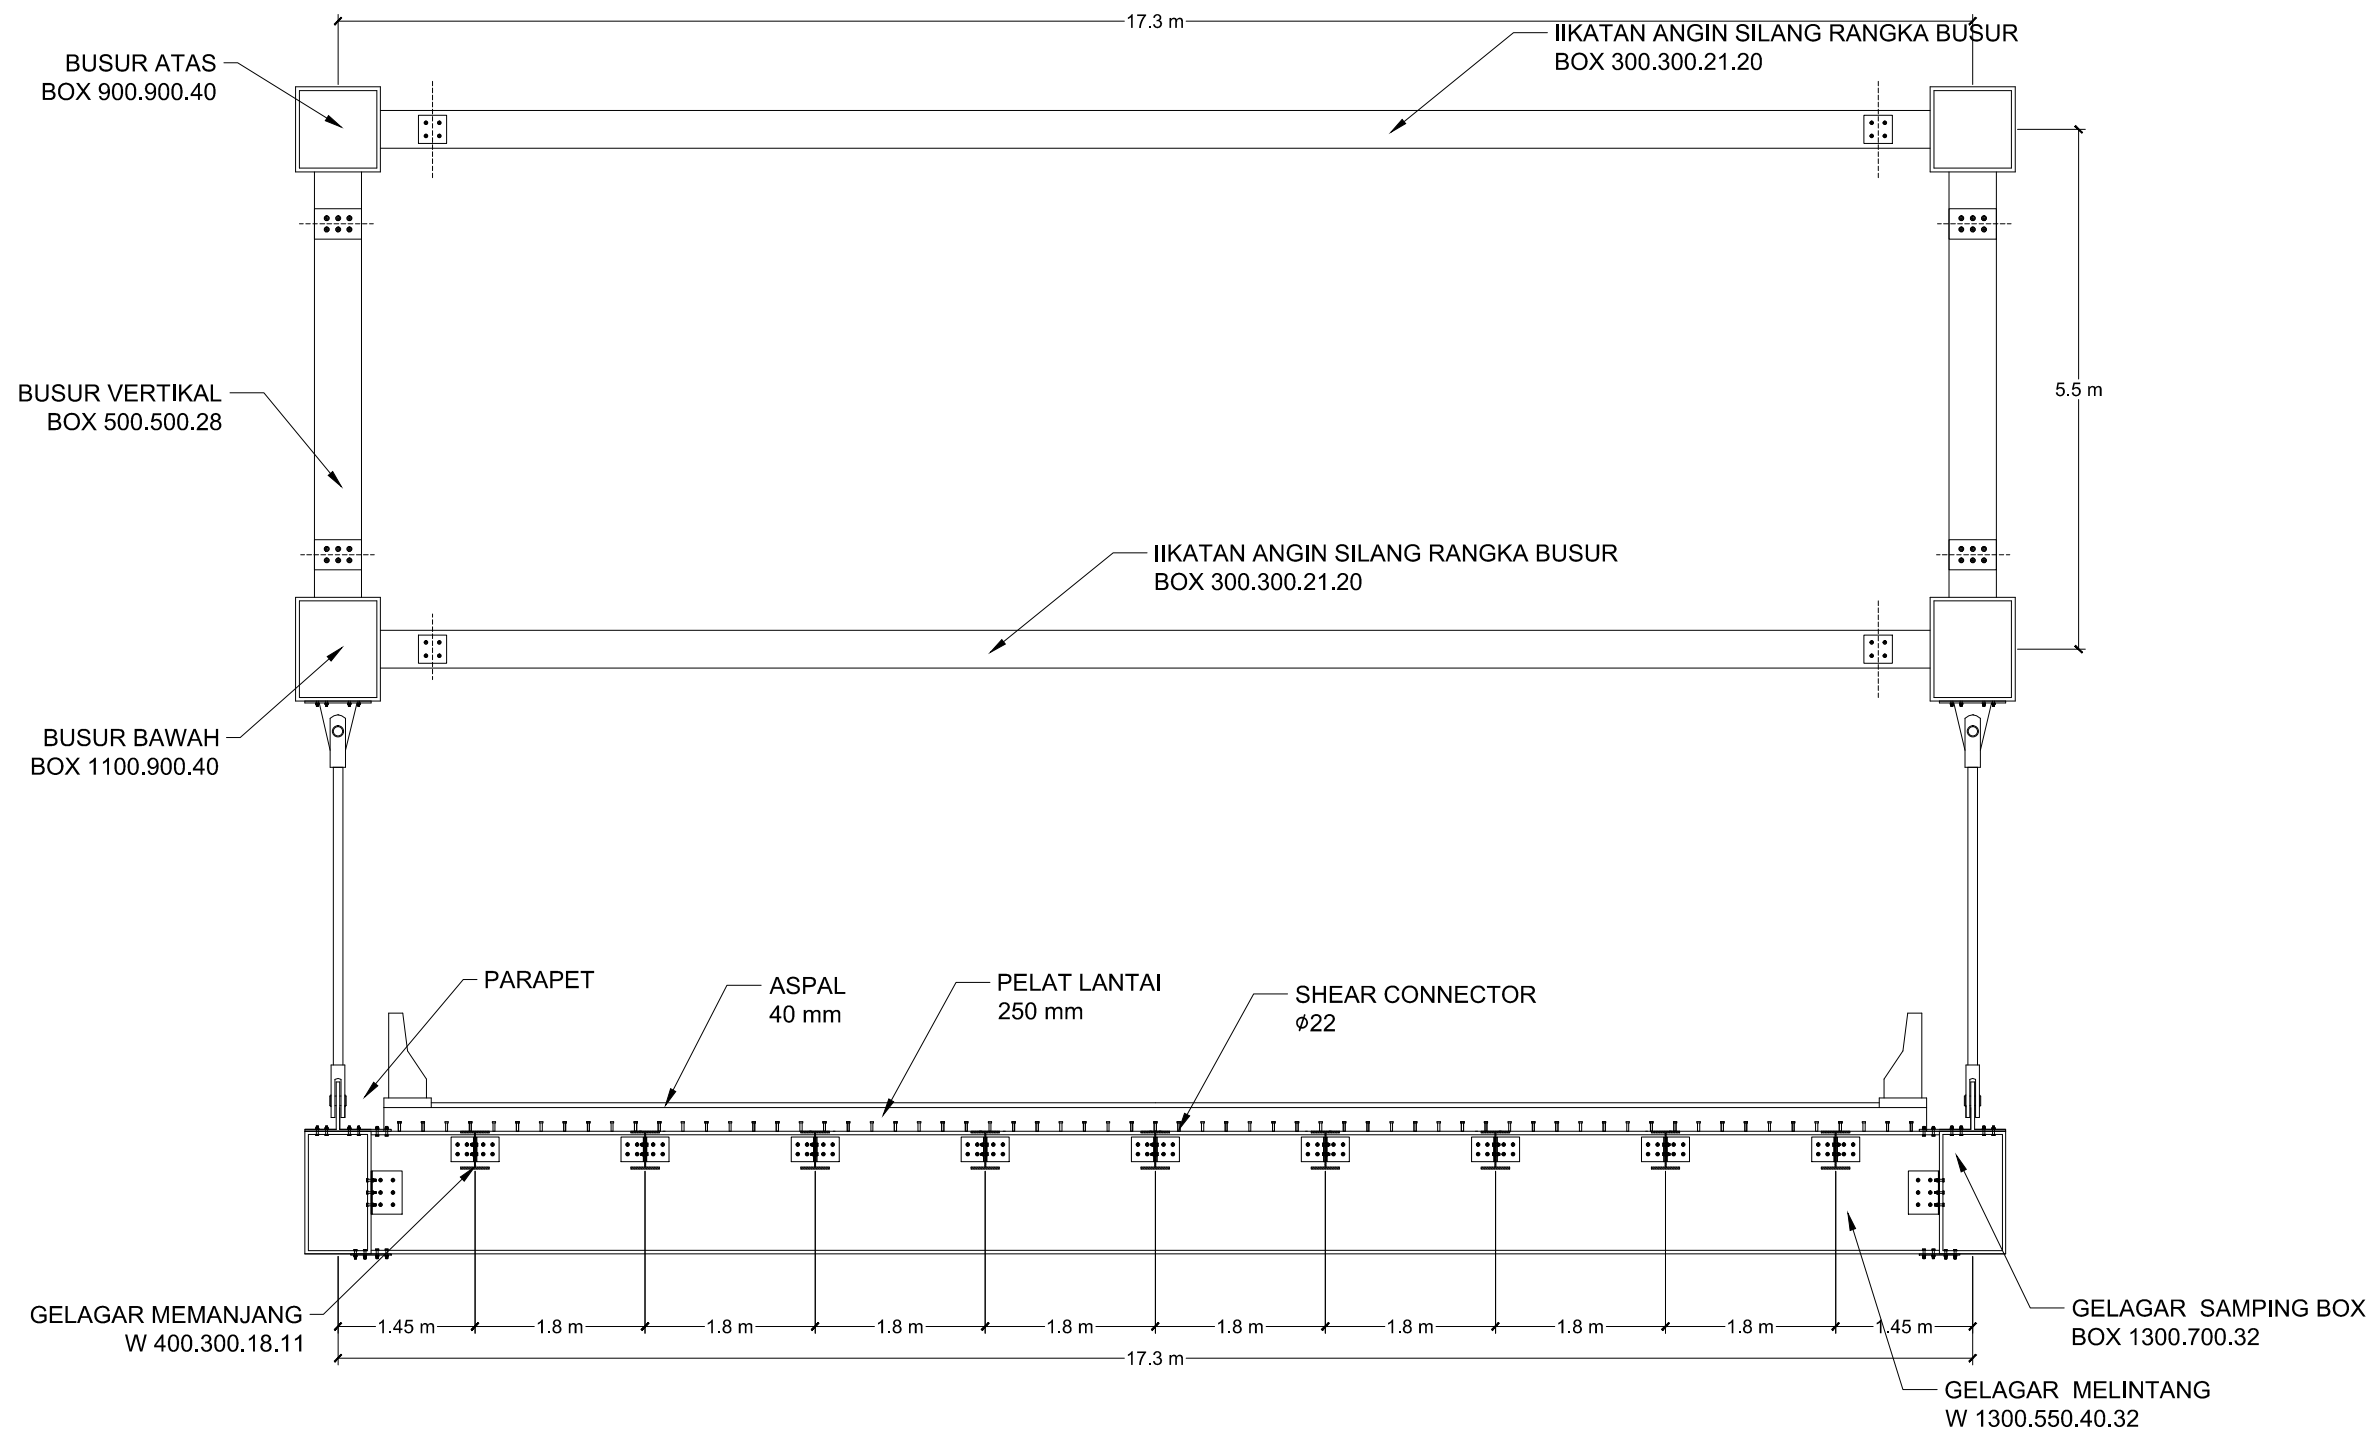 17.3 m
IIKATAN ANGIN SILANG RANGKA BUSUR
BOX 300.300.21.20
BUSUR ATAS
BOX 900.900.40
BUSUR VERTIKAL
BOX 500.500.28
5.5 m
IIKATAN ANGIN SILANG RANGKA BUSUR
BOX 300.300.21.20
BUSUR BAWAH
BOX 1100.900.40
PARAPET
ASPAL
40 mm
PELAT LANTAI
250 mm
SHEAR CONNECTOR
ϕ22
GELAGAR MEMANJANG
W 400.300.18.11
1.45 m
1.8 m
1.8 m
1.8 m
1.8 m
1.8 m
1.8 m
1.8 m
1.8 m
1.45 m
17.3 m
GELAGAR SAMPING BOX
BOX 1300.700.32
GELAGAR MELINTANG
W 1300.550.40.32